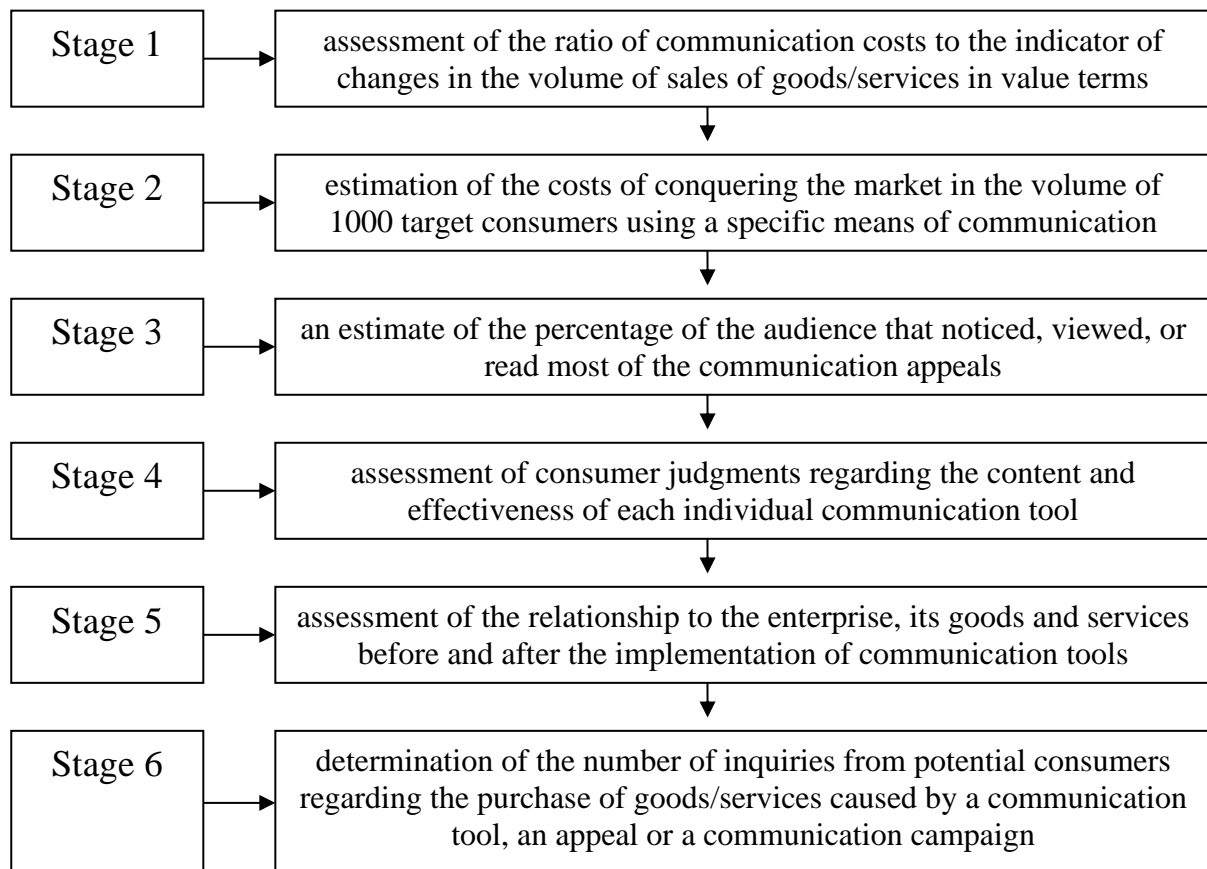 Stage 1
assessment of the ratio of communication costs to the indicator of
changes in the volume of sales of goods/services in value terms
Stage 2
estimation of the costs of conquering the market in the volume of
1000 target consumers using a specific means of communication
Stage 3
an estimate of the percentage of the audience that noticed, viewed, or
read most of the communication appeals
Stage 4
assessment of consumer judgments regarding the content and
effectiveness of each individual communication tool
Stage 5
assessment of the relationship to the enterprise, its goods and services
before and after the implementation of communication tools
Stage 6
determination of the number of inquiries from potential consumers
regarding the purchase of goods/services caused by a communication
tool, an appeal or a communication campaign